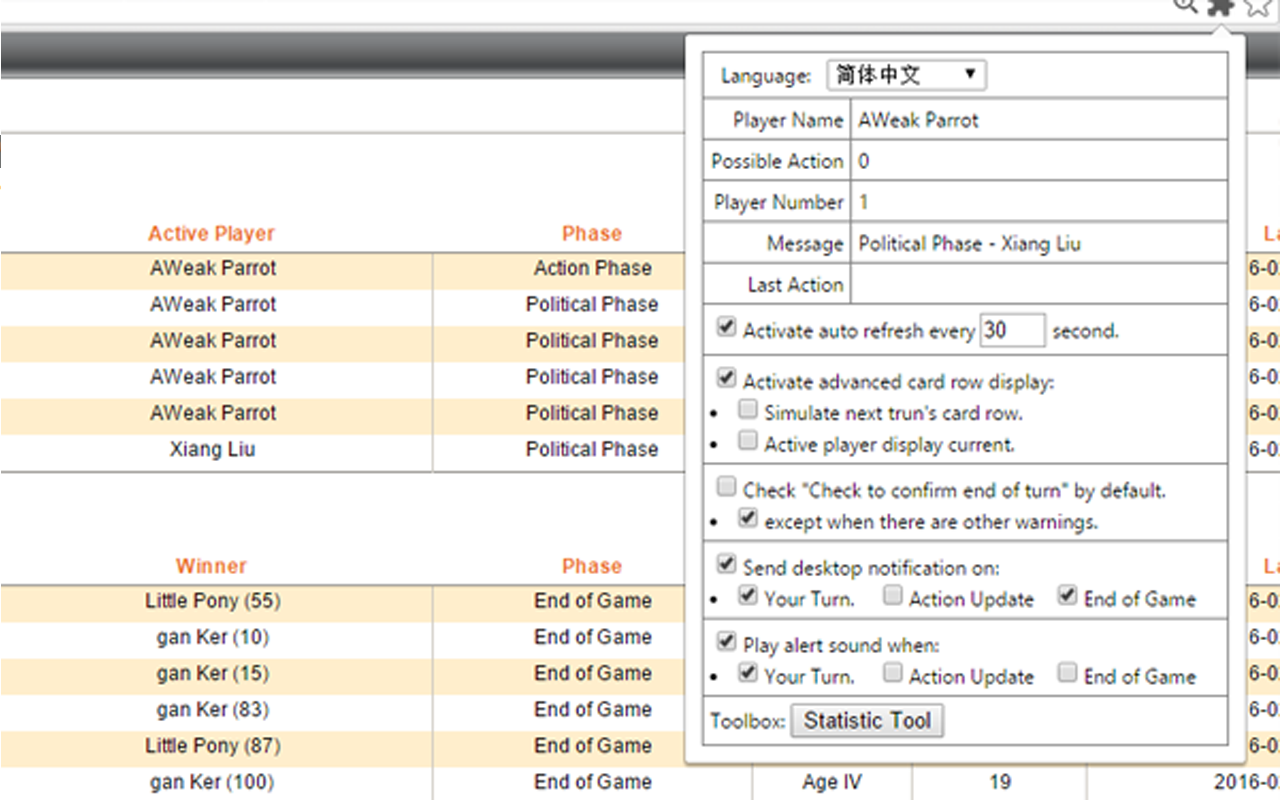 Language: 简体中文
Player Name AWeak Parrot
Possible Action 0
Player Number 1
Message Political Phase - Xiang Liu
Last Action
Activate auto refresh every 30 second.
Activate advanced card row display:
Simulate next trun's card row.
Active player display current.
Check "Check to confirm end of turn" by default.
except when there are other warnings.
Send desktop notification on:
Your Turn. Action Update End of Game
Play alert sound when:
Your Turn. Action Update End of Game
Toolbox: Statistic Tool
Active Player Phase La
AWeak Parrot Action Phase 6-0
AWeak Parrot Political Phase 6-0
AWeak Parrot Political Phase 6-0
AWeak Parrot Political Phase 6-0
AWeak Parrot Political Phase 6-0
Xiang Liu Political Phase 6-0
Winner Phase La
Little Pony (55) End of Game 6-0
gan Ker (10) End of Game 6-0
gan Ker (15) End of Game 6-0
gan Ker (83) End of Game 6-0
Little Pony (87) End of Game 6-0
gan Ker (100) End of Game Age IV 19 2016-0